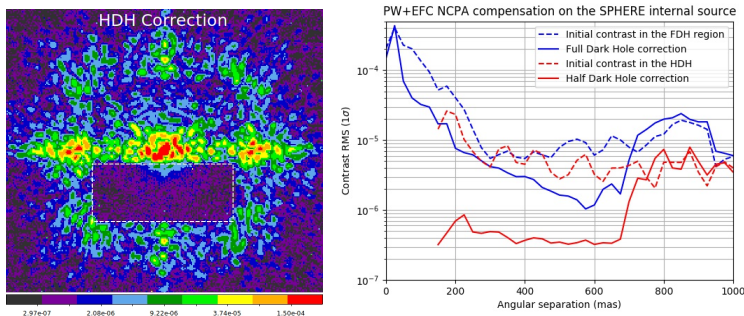 HDH Correction
2.97e-07 2.08e-06 9.22e-06 3.74e-05 1.50e-04
PW+EFC NCPA compensation on the SPHERE internal source
Initial contrast in the FDH region
Full Dark Hole correction
Initial contrast in the HDH
Half Dark Hole correction
Contrast RMS (1σ)
10⁻⁴
10⁻⁵
10⁻⁶
10⁻⁷
0 200 400 600 800 1000
Angular separation (mas)